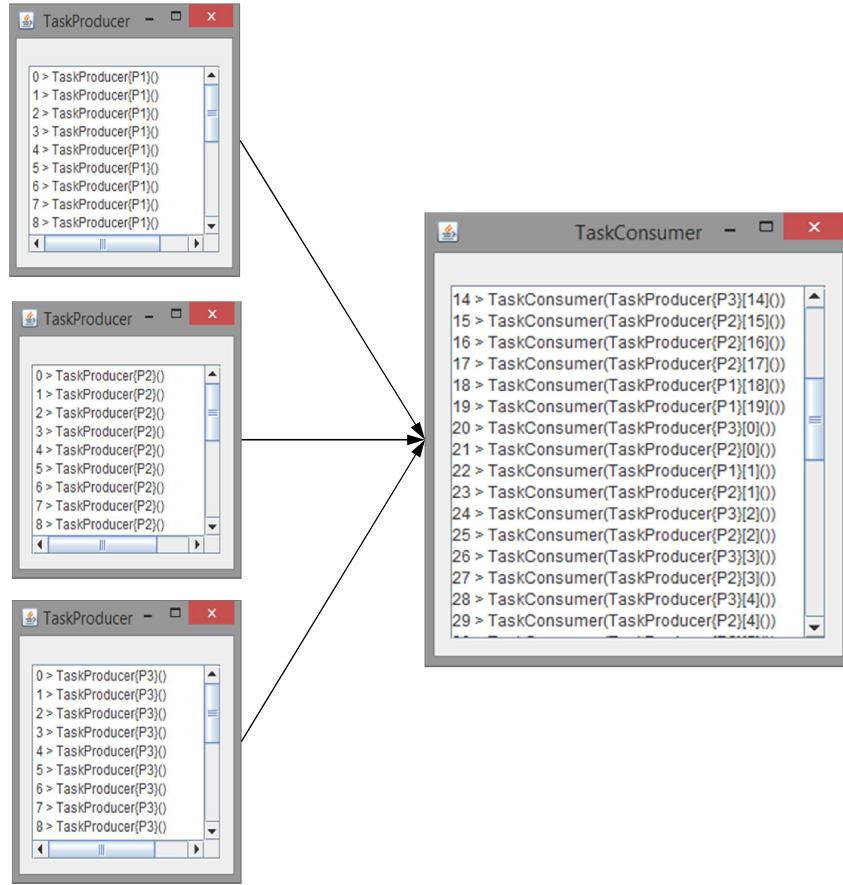 TaskProducer
0 > TaskProducer{P1}()
1 > TaskProducer{P1}()
2 > TaskProducer{P1}()
3 > TaskProducer{P1}()
4 > TaskProducer{P1}()
5 > TaskProducer{P1}()
6 > TaskProducer{P1}()
7 > TaskProducer{P1}()
8 > TaskProducer{P1}()
TaskProducer
0 > TaskProducer{P2}()
1 > TaskProducer{P2}()
2 > TaskProducer{P2}()
3 > TaskProducer{P2}()
4 > TaskProducer{P2}()
5 > TaskProducer{P2}()
6 > TaskProducer{P2}()
7 > TaskProducer{P2}()
8 > TaskProducer{P2}()
TaskProducer
0 > TaskProducer{P3}()
1 > TaskProducer{P3}()
2 > TaskProducer{P3}()
3 > TaskProducer{P3}()
4 > TaskProducer{P3}()
5 > TaskProducer{P3}()
6 > TaskProducer{P3}()
7 > TaskProducer{P3}()
8 > TaskProducer{P3}()
TaskConsumer
14 > TaskConsumer(TaskProducer{P3}[14]())
15 > TaskConsumer(TaskProducer{P2}[15]())
16 > TaskConsumer(TaskProducer{P2}[16]())
17 > TaskConsumer(TaskProducer{P2}[17]())
18 > TaskConsumer(TaskProducer{P1}[18]())
19 > TaskConsumer(TaskProducer{P1}[19]())
20 > TaskConsumer(TaskProducer{P3}[0]())
21 > TaskConsumer(TaskProducer{P2}[0]())
22 > TaskConsumer(TaskProducer{P1}[1]())
23 > TaskConsumer(TaskProducer{P2}[1]())
24 > TaskConsumer(TaskProducer{P3}[2]())
25 > TaskConsumer(TaskProducer{P2}[2]())
26 > TaskConsumer(TaskProducer{P3}[3]())
27 > TaskConsumer(TaskProducer{P2}[3]())
28 > TaskConsumer(TaskProducer{P3}[4]())
29 > TaskConsumer(TaskProducer{P2}[4]())